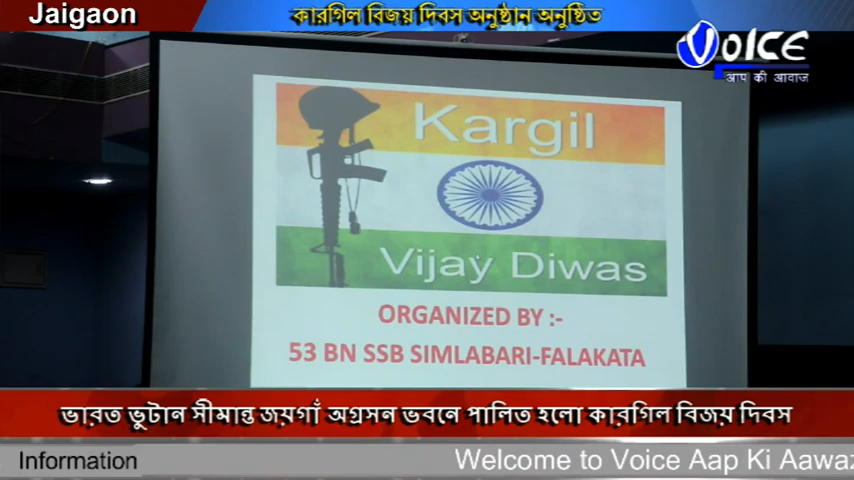 Jaigaon
কারগিল বিজয় দিবস অনুষ্ঠান অনুষ্ঠিত
VOICE
आप की आवाज
Kargil
Vijay Diwas
ORGANIZED BY :-
53 BN SSB SIMLABARI-FALAKATA
ভারত ভুটান সীমান্ত জয়গাঁ অগ্রসন ভবনে পালিত হলো কারগিল বিজয় দিবস
Information
Welcome to Voice Aap Ki Aawaz